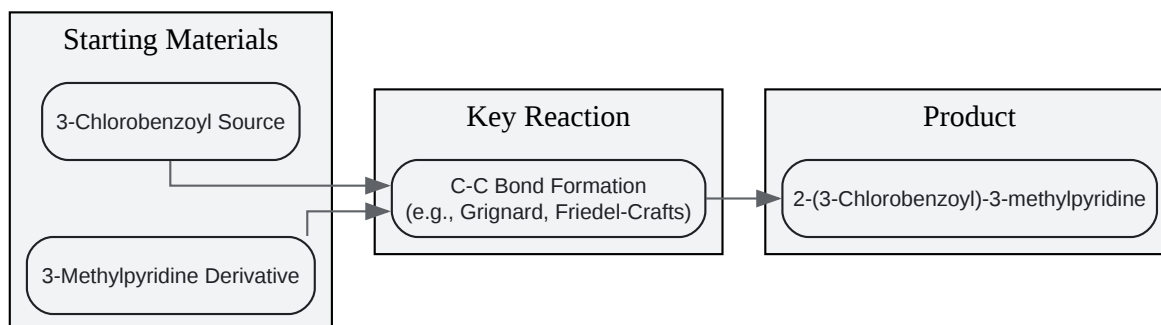 Starting Materials
3-Chlorobenzoyl Source
3-Methylpyridine Derivative
Key Reaction
C-C Bond Formation
(e.g., Grignard, Friedel-Crafts)
Product
2-(3-Chlorobenzoyl)-3-methylpyridine